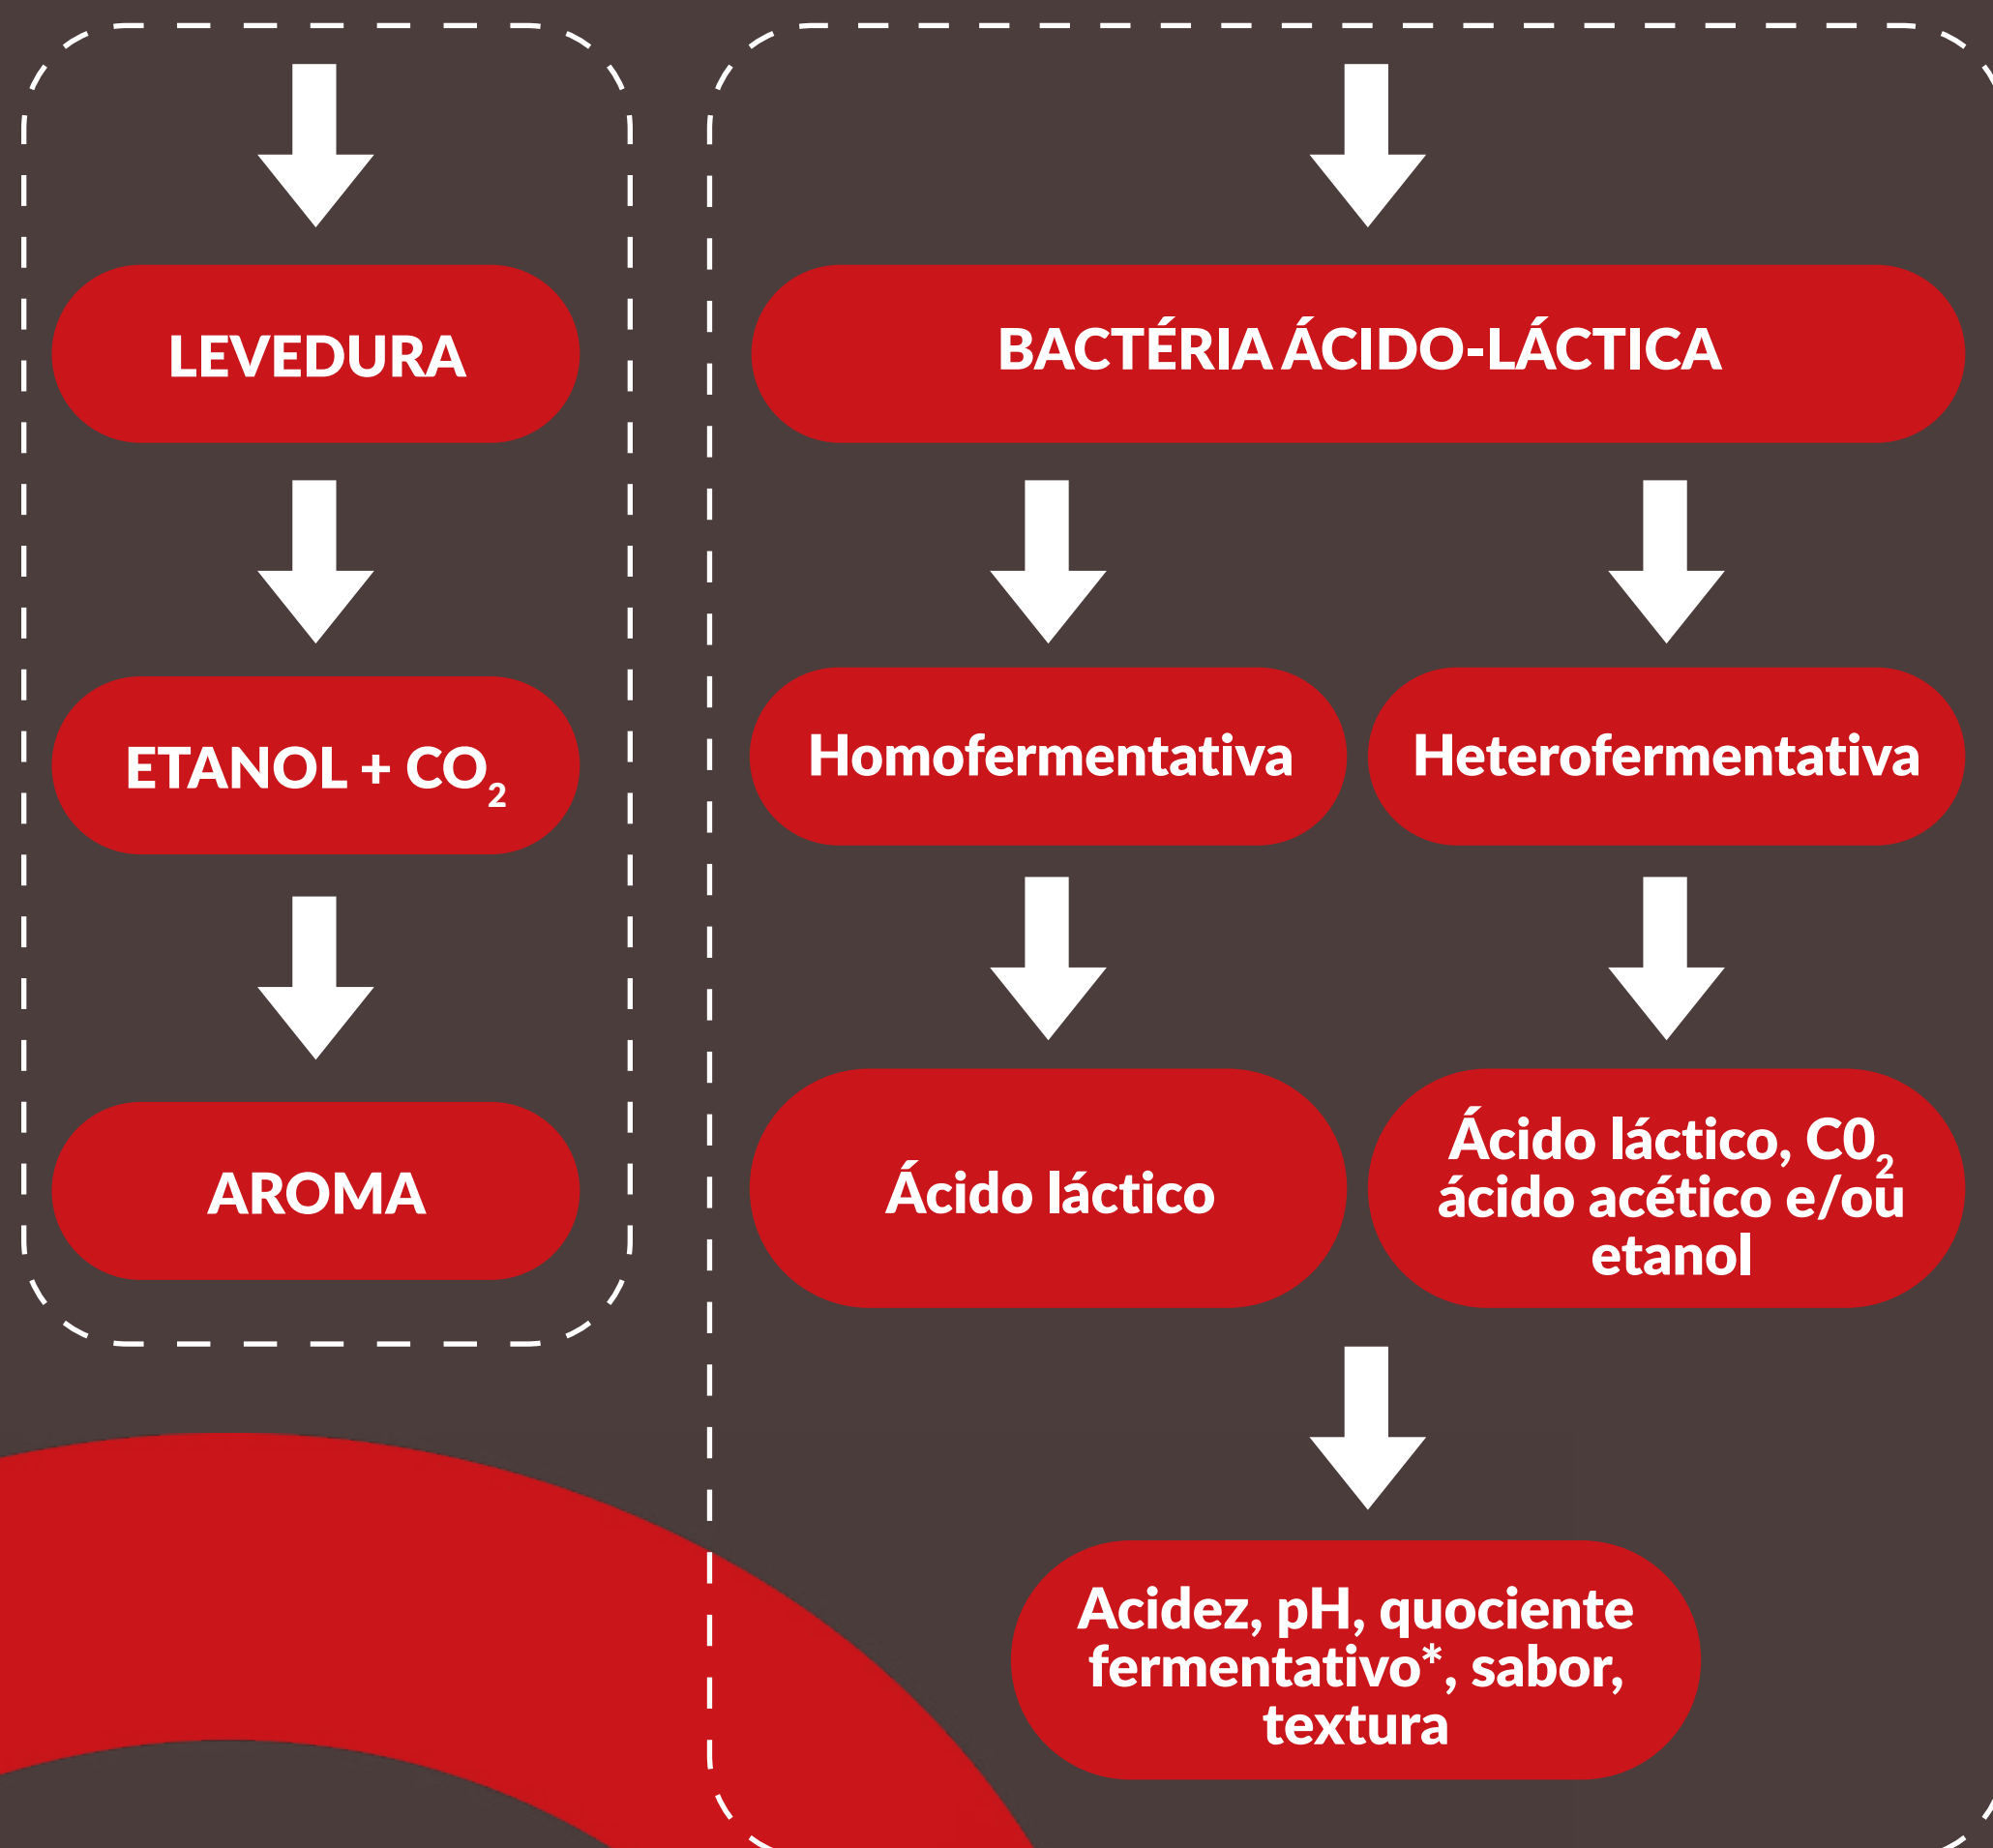 LEVEDURA
ETANOL + CO2
AROMA
BACTÉRIA ÁCIDO-LÁCTICA
Homofermentativa
Heterofermentativa
Ácido láctico
Ácido láctico, C02
ácido acético e/ou
etanol
Acidez, pH, quociente
fermentativo*, sabor,
textura